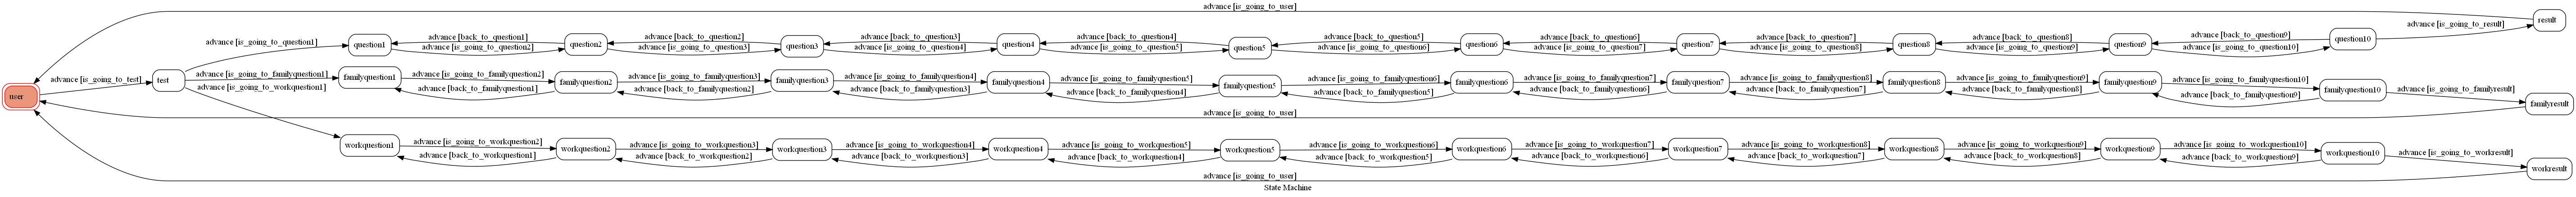 advance [is_going_to_user]
result
advance [is_going_to_result]
question10
advance [is_going_to_question1]
question1
advance [back_to_question1]
advance [is_going_to_question2]
question2
advance [back_to_question2]
advance [is_going_to_question3]
question3
advance [back_to_question3]
advance [is_going_to_question4]
question4
advance [back_to_question4]
advance [is_going_to_question5]
question5
advance [back_to_question5]
advance [is_going_to_question6]
question6
advance [back_to_question6]
advance [is_going_to_question7]
question7
advance [back_to_question7]
advance [is_going_to_question8]
question8
advance [back_to_question8]
advance [is_going_to_question9]
question9
advance [back_to_question9]
advance [is_going_to_question10]
user
advance [is_going_to_test]
test
advance [is_going_to_familyquestion1]
familyquestion1
advance [is_going_to_familyquestion2]
advance [back_to_familyquestion1]
familyquestion2
advance [is_going_to_familyquestion3]
advance [back_to_familyquestion2]
familyquestion3
advance [is_going_to_familyquestion4]
advance [back_to_familyquestion3]
familyquestion4
advance [is_going_to_familyquestion5]
advance [back_to_familyquestion4]
familyquestion5
advance [is_going_to_familyquestion6]
advance [back_to_familyquestion5]
familyquestion6
advance [is_going_to_familyquestion7]
advance [back_to_familyquestion6]
familyquestion7
advance [is_going_to_familyquestion8]
advance [back_to_familyquestion7]
familyquestion8
advance [is_going_to_familyquestion9]
advance [back_to_familyquestion8]
familyquestion9
advance [is_going_to_familyquestion10]
advance [back_to_familyquestion9]
familyquestion10
advance [is_going_to_familyresult]
familyresult
advance [is_going_to_user]
advance [is_going_to_workquestion1]
workquestion1
advance [is_going_to_workquestion2]
advance [back_to_workquestion1]
workquestion2
advance [is_going_to_workquestion3]
advance [back_to_workquestion2]
workquestion3
advance [is_going_to_workquestion4]
advance [back_to_workquestion3]
workquestion4
advance [is_going_to_workquestion5]
advance [back_to_workquestion4]
workquestion5
advance [is_going_to_workquestion6]
advance [back_to_workquestion5]
workquestion6
advance [is_going_to_workquestion7]
advance [back_to_workquestion6]
workquestion7
advance [is_going_to_workquestion8]
advance [back_to_workquestion7]
workquestion8
advance [is_going_to_workquestion9]
advance [back_to_workquestion8]
workquestion9
advance [is_going_to_workquestion10]
advance [back_to_workquestion9]
workquestion10
advance [is_going_to_workresult]
workresult
advance [is_going_to_user]
State Machine